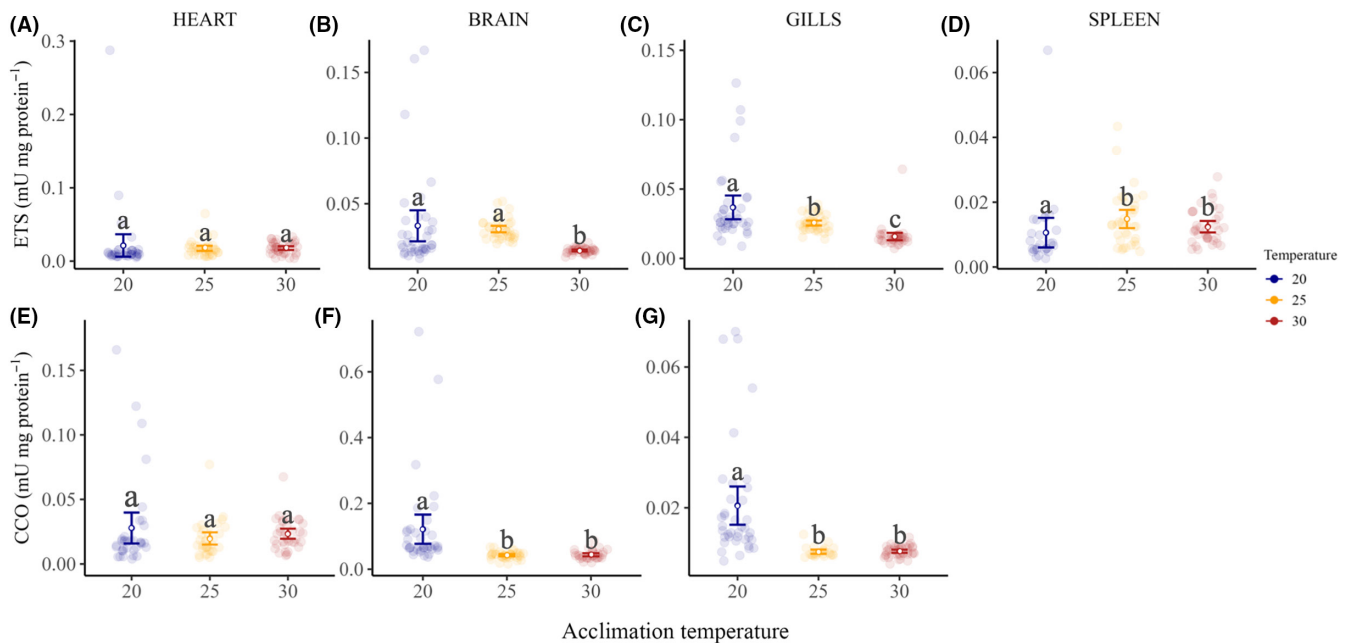 (A) HEART (B) BRAIN (C) GILLS (D) SPLEEN
ETS (mU mg protein⁻¹)
0.3
0.2
0.1
0.0
a a a
20 25 30
0.15
0.10
0.05
a a b
20 25 30
0.15
0.10
0.05
0.00
a b c
20 25 30
0.06
0.04
0.02
0.00
a b b
20 25 30
Temperature
20
25
30
(E) (F) (G)
CCO (mU mg protein⁻¹)
0.15
0.10
0.05
0.00
a a a
20 25 30
0.6
0.4
0.2
0.0
a b b
20 25 30
0.06
0.04
0.02
a b b
20 25 30
Acclimation temperature